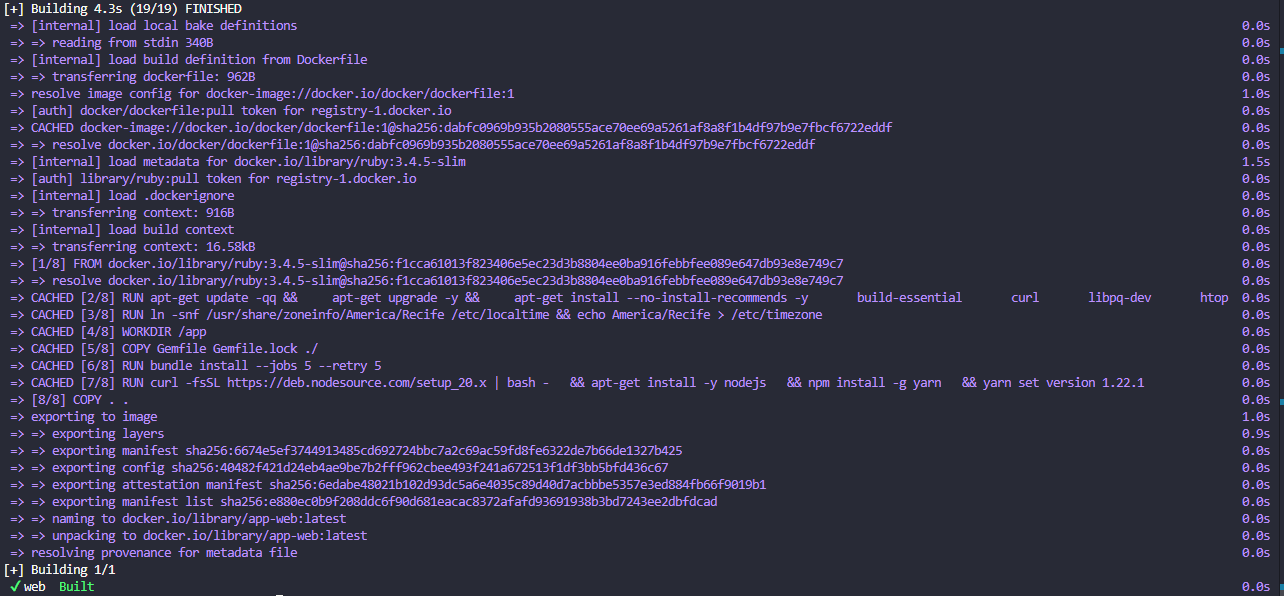 [+] Building 4.3s (19/19) FINISHED
=> [internal] load local bake definitions 0.0s
=> => reading from stdin 340B 0.0s
=> [internal] load build definition from Dockerfile 0.0s
=> => transferring dockerfile: 962B 0.0s
=> resolve image config for docker-image://docker.io/docker/dockerfile:1 1.0s
=> [auth] docker/dockerfile:pull token for registry-1.docker.io 0.0s
=> CACHED docker-image://docker.io/docker/dockerfile:1@sha256:dabfc0969b935b2080555ace70ee69a5261af8a8f1b4df97b9e7fbcf6722eddf 0.0s
=> => resolve docker.io/docker/dockerfile:1@sha256:dabfc0969b935b2080555ace70ee69a5261af8a8f1b4df97b9e7fbcf6722eddf 0.0s
=> [internal] load metadata for docker.io/library/ruby:3.4.5-slim 1.5s
=> [auth] library/ruby:pull token for registry-1.docker.io 0.0s
=> [internal] load .dockerignore 0.0s
=> => transferring context: 916B 0.0s
=> [internal] load build context 0.0s
=> => transferring context: 16.58kB 0.0s
=> [1/8] FROM docker.io/library/ruby:3.4.5-slim@sha256:f1cca61013f823406e5ec23d3b8804ee0ba916febbfee089e647db93e8e749c7 0.0s
=> => resolve docker.io/library/ruby:3.4.5-slim@sha256:f1cca61013f823406e5ec23d3b8804ee0ba916febbfee089e647db93e8e749c7 0.0s
=> CACHED [2/8] RUN apt-get update -qq && apt-get upgrade -y && apt-get install --no-install-recommends -y build-essential curl libpq-dev htop 0.0s
=> CACHED [3/8] RUN ln -snf /usr/share/zoneinfo/America/Recife /etc/localtime && echo America/Recife > /etc/timezone 0.0s
=> CACHED [4/8] WORKDIR /app 0.0s
=> CACHED [5/8] COPY Gemfile Gemfile.lock ./ 0.0s
=> CACHED [6/8] RUN bundle install --jobs 5 --retry 5 0.0s
=> CACHED [7/8] RUN curl -fsSL https://deb.nodesource.com/setup_20.x | bash - && apt-get install -y nodejs && npm install -g yarn && yarn set version 1.22.1 0.0s
=> [8/8] COPY . . 0.0s
=> exporting to image 1.0s
=> => exporting layers 0.9s
=> => exporting manifest sha256:6674e5ef3744913485cd692724bbc7a2c69ac59fd8fe6322de7b66de1327b425 0.0s
=> => exporting config sha256:40482f421d24eb4ae9be7b2fff962cbee493f241a672513f1df3bb5bfd436c67 0.0s
=> => exporting attestation manifest sha256:6edabe48021b102d93dc5a6e4035c89d40d7acbbbe5357e3ed884fb66f9019b1 0.0s
=> => exporting manifest list sha256:e880ec0b9f208ddc6f90d681eacac8372afafd93691938b3bd7243ee2dbfdcad 0.0s
=> => naming to docker.io/library/app-web:latest 0.0s
=> => unpacking to docker.io/library/app-web:latest 0.0s
=> resolving provenance for metadata file 0.0s
[+] Building 1/1
✔web Built 0.0s